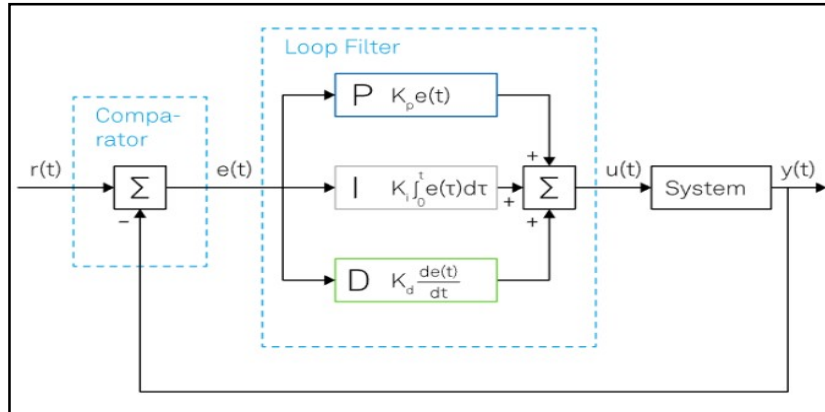 Loop Filter
Compa-
rator
P K_p e(t)
r(t)
Σ
−
e(t)
I K_i∫_0^t e(τ)dτ
+
+
+
Σ
u(t)
System
y(t)
D K_d de(t)/dt